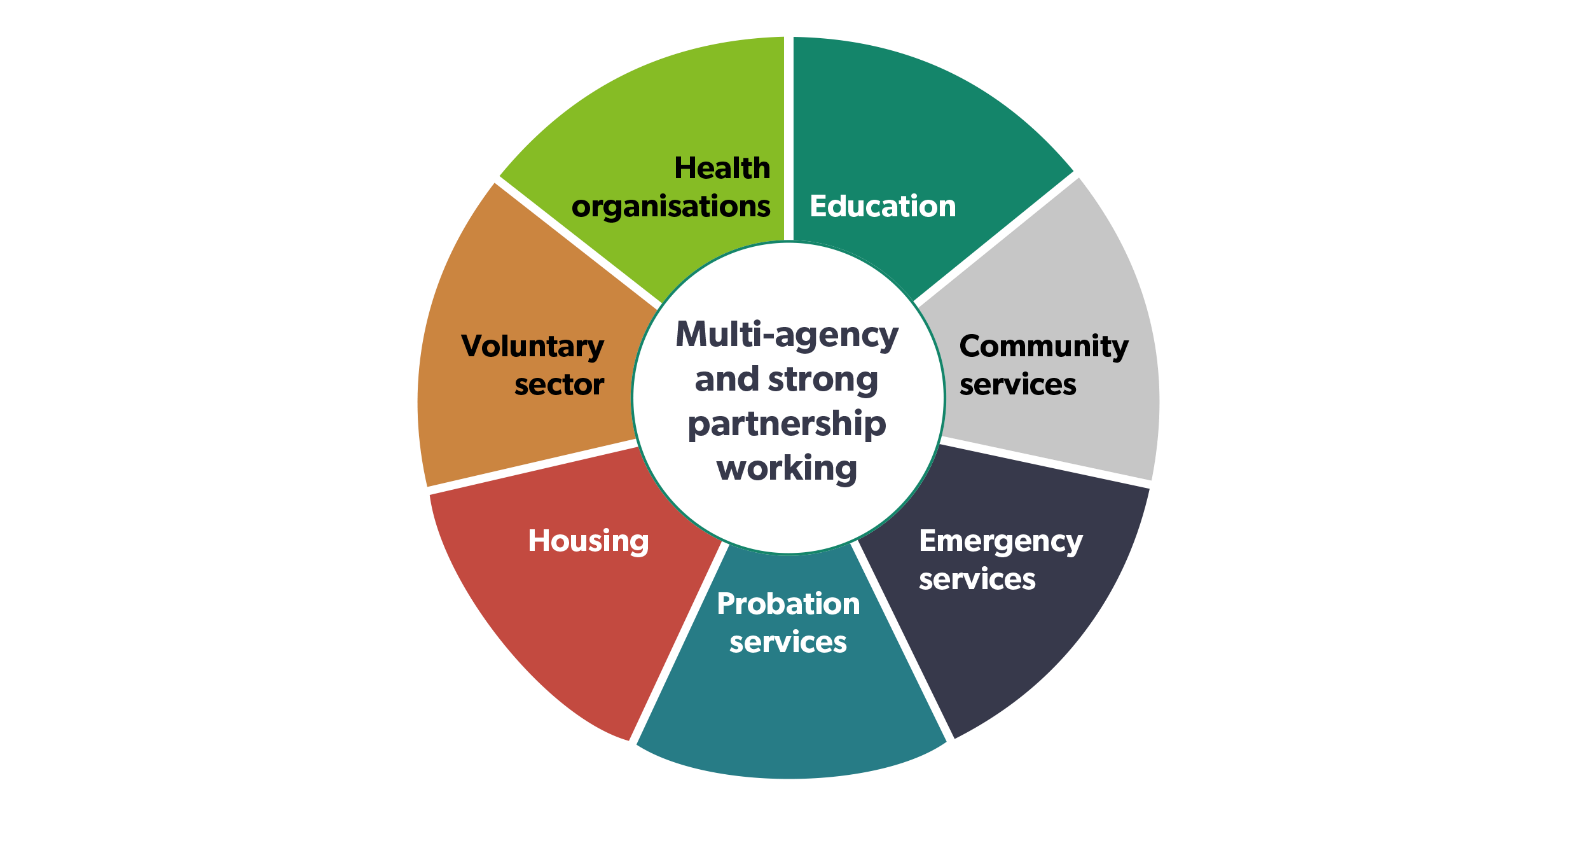 Health
organisations
Education
Voluntary
sector
Multi-agency
and strong
partnership
working
Community
services
Housing
Emergency
services
Probation
services